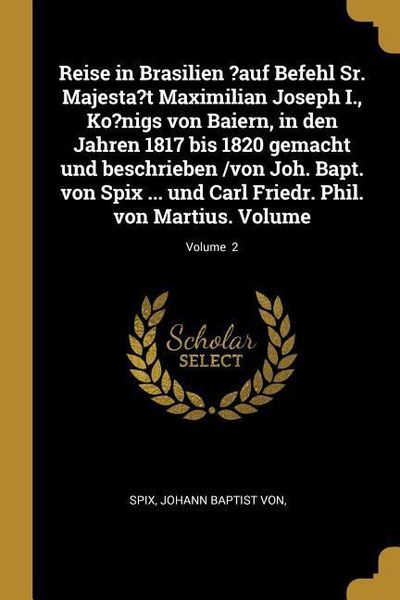 Reise in Brasilien ?auf Befehl Sr.
Majesta?t Maximilian Joseph I.,
Ko?nigs von Baiern, in den
Jahren 1817 bis 1820 gemacht
und beschrieben /von Joh. Bapt.
von Spix ... und Carl Friedr. Phil.
von Martius. Volume
Volume 2
Scholar
SELECT
SPIX, JOHANN BAPTIST VON,